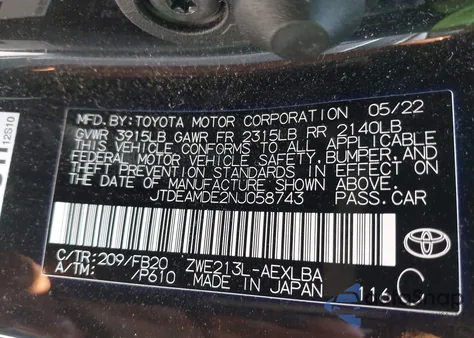 MFD. BY: TOYOTA MOTOR CORPORATION 05/22
GVWR 3915LB GAWR FR 2315LB RR 2140LB
THIS VEHICLE CONFORMS TO ALL APPLICABLE
FEDERAL MOTOR VEHICLE SAFETY, BUMPER, AND
THEFT PREVENTION STANDARDS IN EFFECT ON
THE DATE OF MANUFACTURE SHOWN ABOVE.
JTDEAMDE2NJ058743 PASS. CAR
C/TR: 209/FB20 ZWE213L-AEXLBA
A/TM: /P610 MADE IN JAPAN 116 C
TOYOTA
12S10